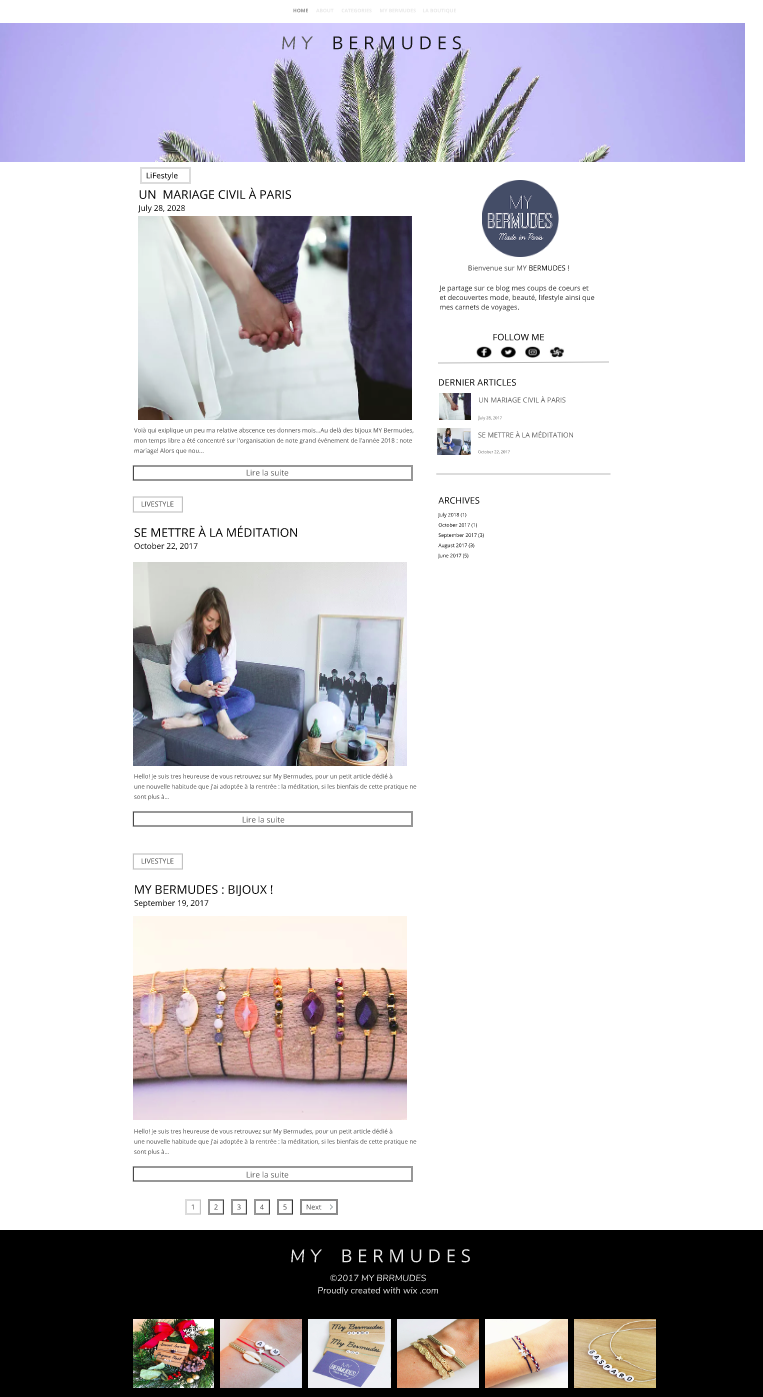 HOME ABOUT CATEGORIES MY BERMUDES LA BOUTIQUE
MY BERMUDES
LiFestyle
UN MARIAGE CIVIL À PARIS
July 28, 2028
Voilà qui exiplique un peu ma relative abscence ces donners mois...Au delà des bijoux MY Bermudes,
mon temps libre a été concentré sur l'organisation de note grand événement de l'année 2018 : note
mariage! Alors que nou...
Lire la suite
LIVESTYLE
SE METTRE À LA MÉDITATION
October 22, 2017
Hello! Je suis tres heureuse de vous retrouvez sur My Bermudes, pour un petit article dédié à
une nouvelle habitude que j'ai adoptée à la rentrée : la méditation, si les bienfais de cette pratique ne
sont plus à...
Lire la suite
LIVESTYLE
MY BERMUDES : BIJOUX !
September 19, 2017
Hello! Je suis tres heureuse de vous retrouvez sur My Bermudes, pour un petit article dédié à
une nouvelle habitude que j'ai adoptée à la rentrée : la méditation, si les bienfais de cette pratique ne
sont plus à...
Lire la suite
1 2 3 4 5 Next >
MY
BERMUDES
Made in Paris
Bienvenue sur MY BERMUDES !
Je partage sur ce blog mes coups de coeurs et
et decouvertes mode, beauté, lifestyle ainsi que
mes carnets de voyages.
FOLLOW ME
DERNIER ARTICLES
UN MARIAGE CIVIL À PARIS
July 28, 2017
SE METTRE À LA MÉDITATION
October 22, 2017
ARCHIVES
July 2018 (1)
October 2017 (1)
September 2017 (3)
August 2017 (3)
June 2017 (5)
MY BERMUDES
©2017 MY BRRMUDES
Proudly created with wix .com
A W
My Bermudes
My Bermudes
BERMUDES
GASPARD